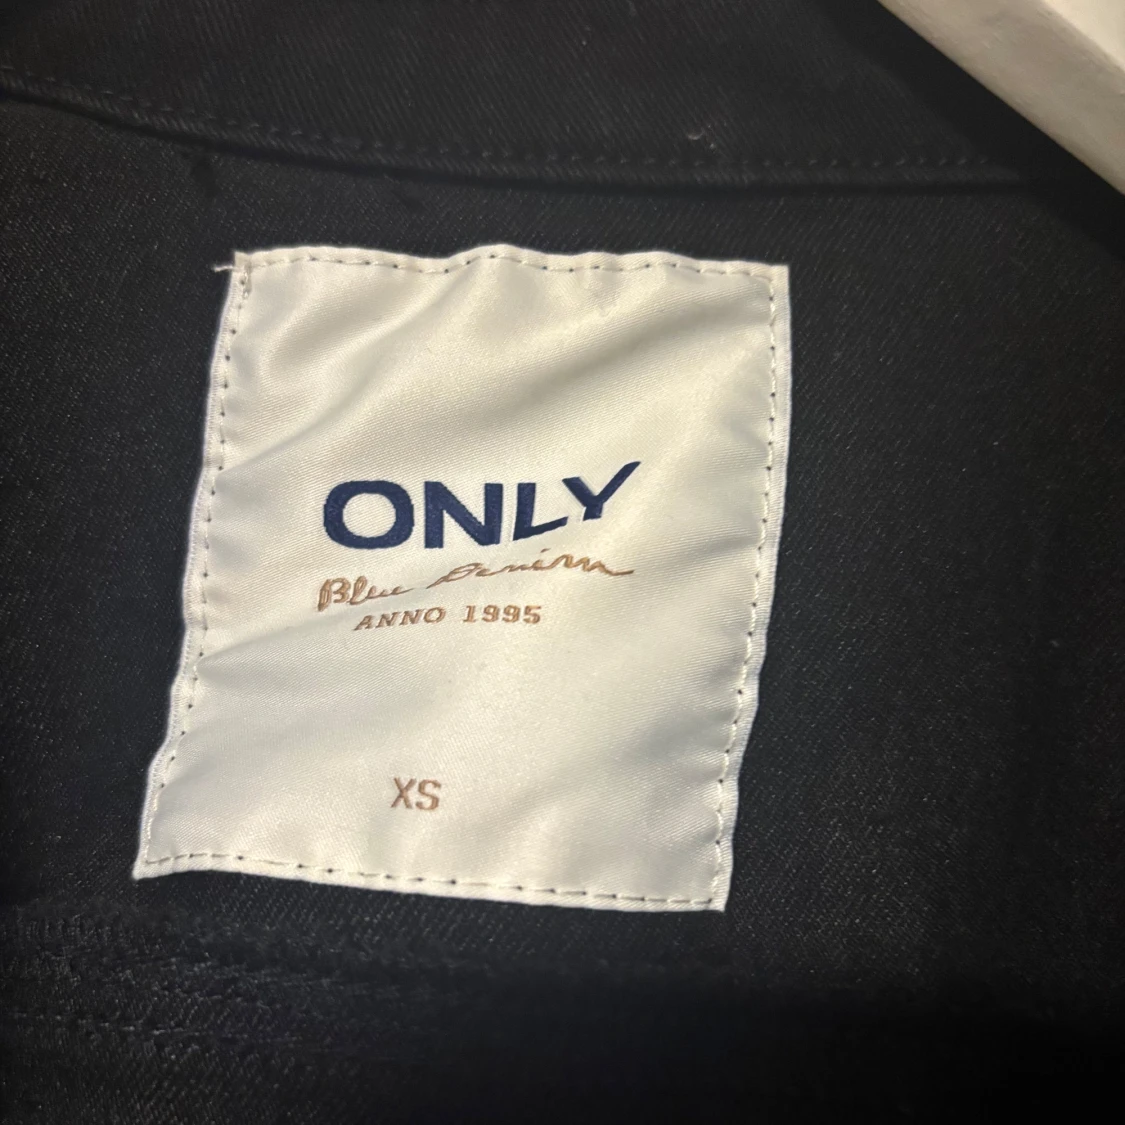 ONLY
Blue Denim
ANNO 1995
XS